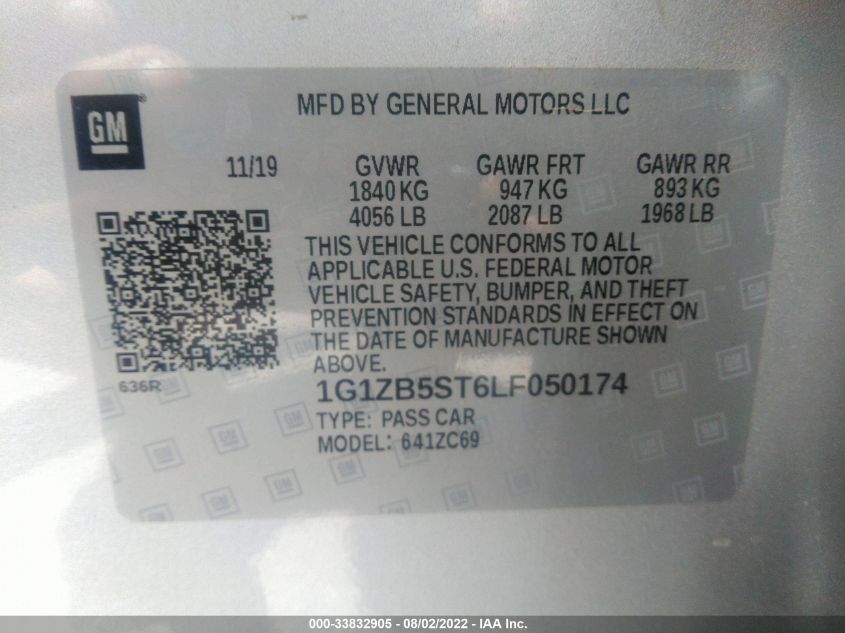 GM®
MFD BY GENERAL MOTORS LLC
11/19 GVWR GAWR FRT GAWR RR
1840 KG 947 KG 893 KG
4056 LB 2087 LB 1968 LB
THIS VEHICLE CONFORMS TO ALL
APPLICABLE U.S. FEDERAL MOTOR
VEHICLE SAFETY, BUMPER, AND THEFT
PREVENTION STANDARDS IN EFFECT ON
THE DATE OF MANUFACTURE SHOWN
ABOVE.
636R
1G1ZB5ST6LF050174
TYPE: PASS CAR
MODEL: 641ZC69
000-33832905 - 08/02/2022 - IAA Inc.